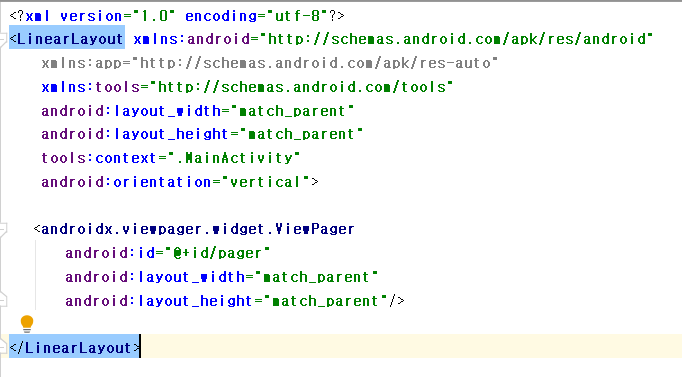 <?xml version="1.0" encoding="utf-8"?>
<LinearLayout xmlns:android="http://schemas.android.com/apk/res/android"
    xmlns:app="http://schemas.android.com/apk/res-auto"
    xmlns:tools="http://schemas.android.com/tools"
    android:layout_width="match_parent"
    android:layout_height="match_parent"
    tools:context=".MainActivity"
    android:orientation="vertical">

   <androidx.viewpager.widget.ViewPager
       android:id="@+id/pager"
       android:layout_width="match_parent"
       android:layout_height="match_parent"/>

</LinearLayout>